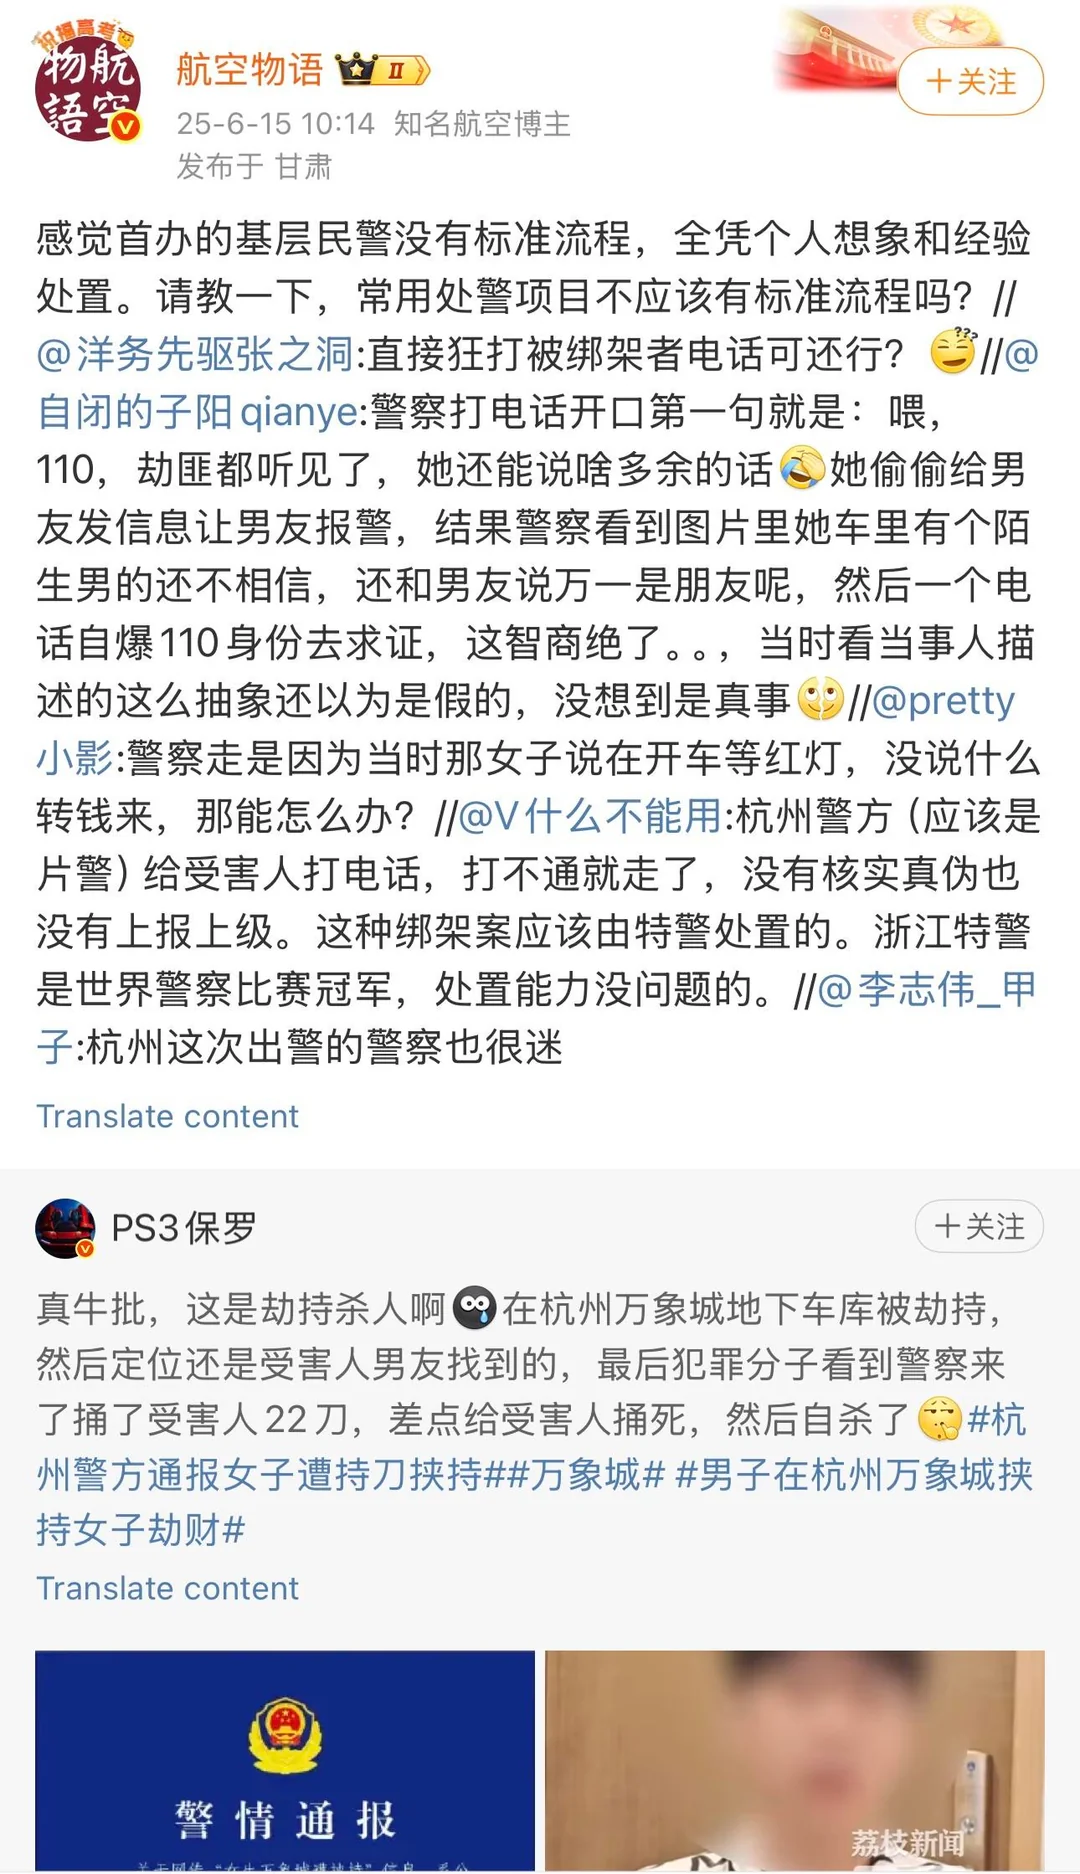 祝福高考
物航
語空
航空物语
II
+关注
25-6-15 10:14 知名航空博主
发布于 甘肃
感觉首办的基层民警没有标准流程，全凭个人想象和经验
处置。请教一下，常用处警项目不应该有标准流程吗？//
@洋务先驱张之洞:直接狂打被绑架者电话可还行？//@
自闭的子阳qianye:警察打电话开口第一句就是：喂，
110，劫匪都听见了，她还能说啥多余的话她偷偷给男
友发信息让男友报警，结果警察看到图片里她车里有个陌
生男的还不相信，还和男友说万一是朋友呢，然后一个电
话自爆110身份去求证，这智商绝了。。，当时看当事人描
述的这么抽象还以为是假的，没想到是真事//@pretty
小影:警察走是因为当时那女子说在开车等红灯，没说什么
转钱来，那能怎么办？//@V什么不能用:杭州警方（应该是
片警）给受害人打电话，打不通就走了，没有核实真伪也
没有上报上级。这种绑架案应该由特警处置的。浙江特警
是世界警察比赛冠军，处置能力没问题的。//@李志伟_甲
子:杭州这次出警的警察也很迷
Translate content
PS3保罗
+关注
真牛批，这是劫持杀人啊在杭州万象城地下车库被劫持，
然后定位还是受害人男友找到的，最后犯罪分子看到警察来
了捅了受害人22刀，差点给受害人捅死，然后自杀了#杭
州警方通报女子遭持刀挟持##万象城# #男子在杭州万象城挟
持女子劫财#
Translate content
警情通报
荔枝新闻